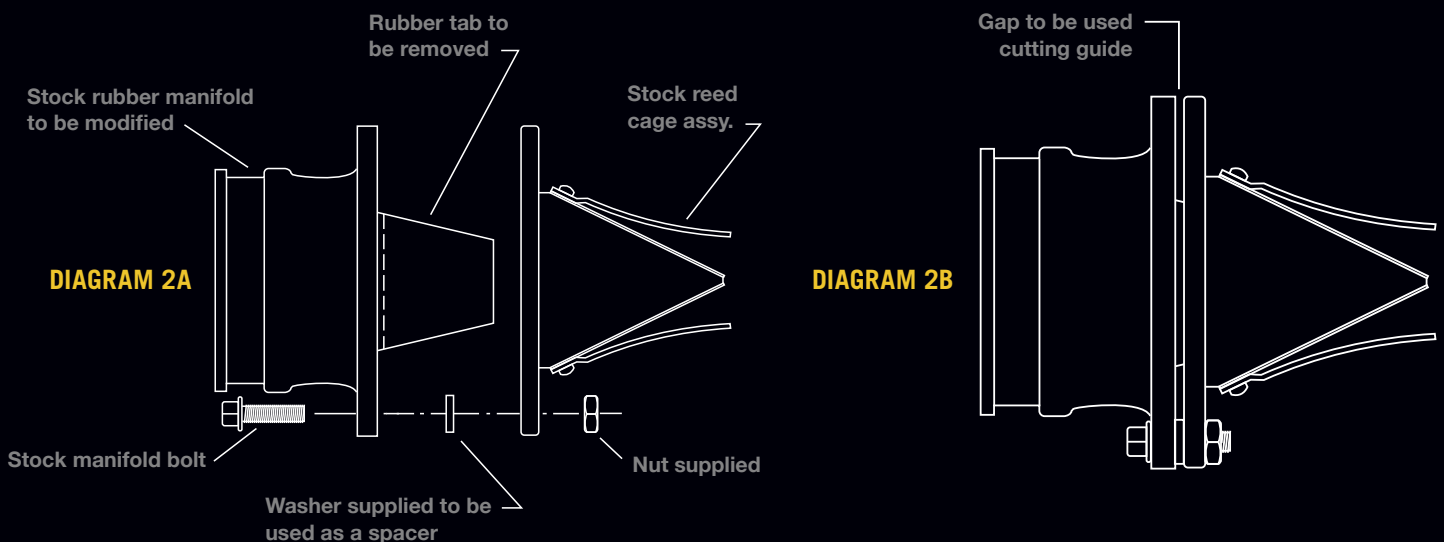 Rubber tab to
be removed
Gap to be used
cutting guide
Stock rubber manifold
to be modified
Stock reed
cage assy.
DIAGRAM 2A
DIAGRAM 2B
Stock manifold bolt
Nut supplied
Washer supplied to be
used as a spacer